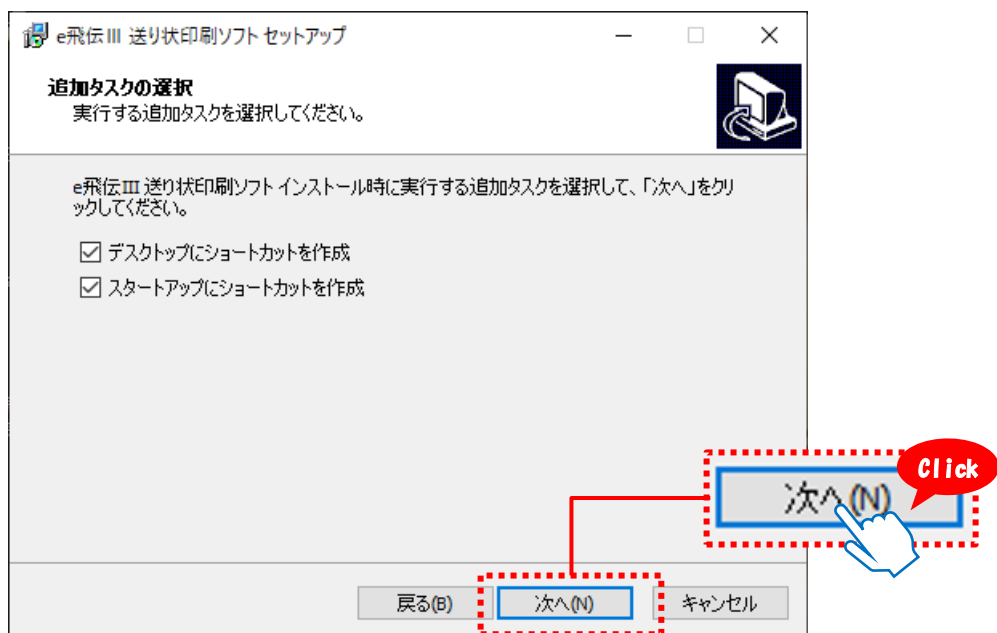 e飛伝Ⅲ 送り状印刷ソフト セットアップ
追加タスクの選択
実行する追加タスクを選択してください。
e飛伝Ⅲ 送り状印刷ソフト インストール時に実行する追加タスクを選択して、「次へ」をクリ
ックしてください。
デスクトップにショートカットを作成
スタートアップにショートカットを作成
Click
次へ(N)
戻る(B)
次へ(N)
キャンセル